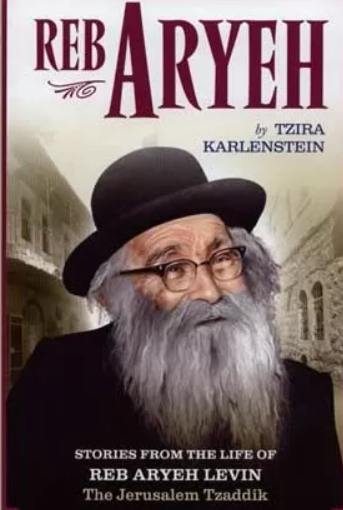 REB
ARYEH
by TZIRA
KARLENSTEIN
STORIES FROM THE LIFE OF
REB ARYEH LEVIN
The Jerusalem Tzaddik